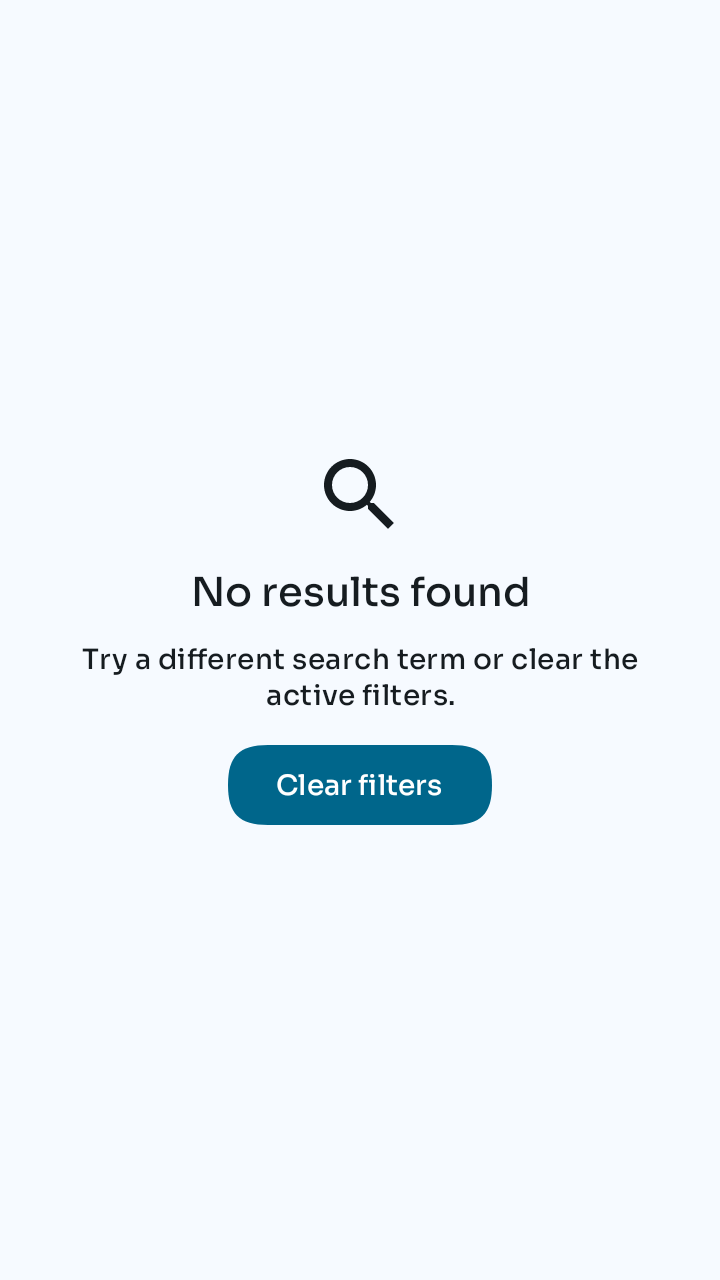 No results found
Try a different search term or clear the
active filters.
Clear filters